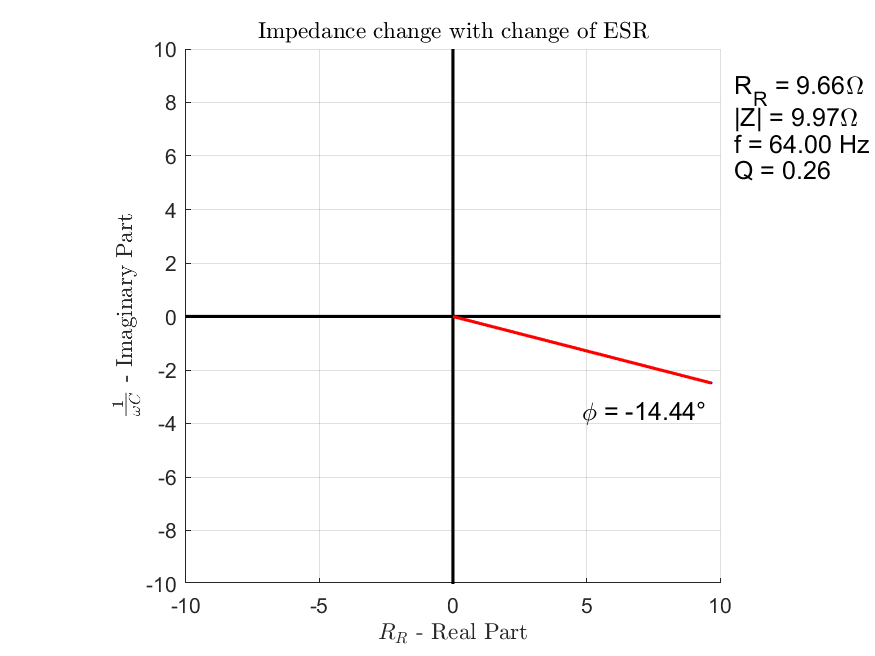 Impedance change with change of ESR
10
8
6
4
2
0
-2
-4
-6
-8
-10
-10
-5
0
5
10
1/ωC - Imaginary Part
R_R - Real Part
R_R = 9.66Ω
|Z| = 9.97Ω
f = 64.00 Hz
Q = 0.26
ϕ = -14.44°